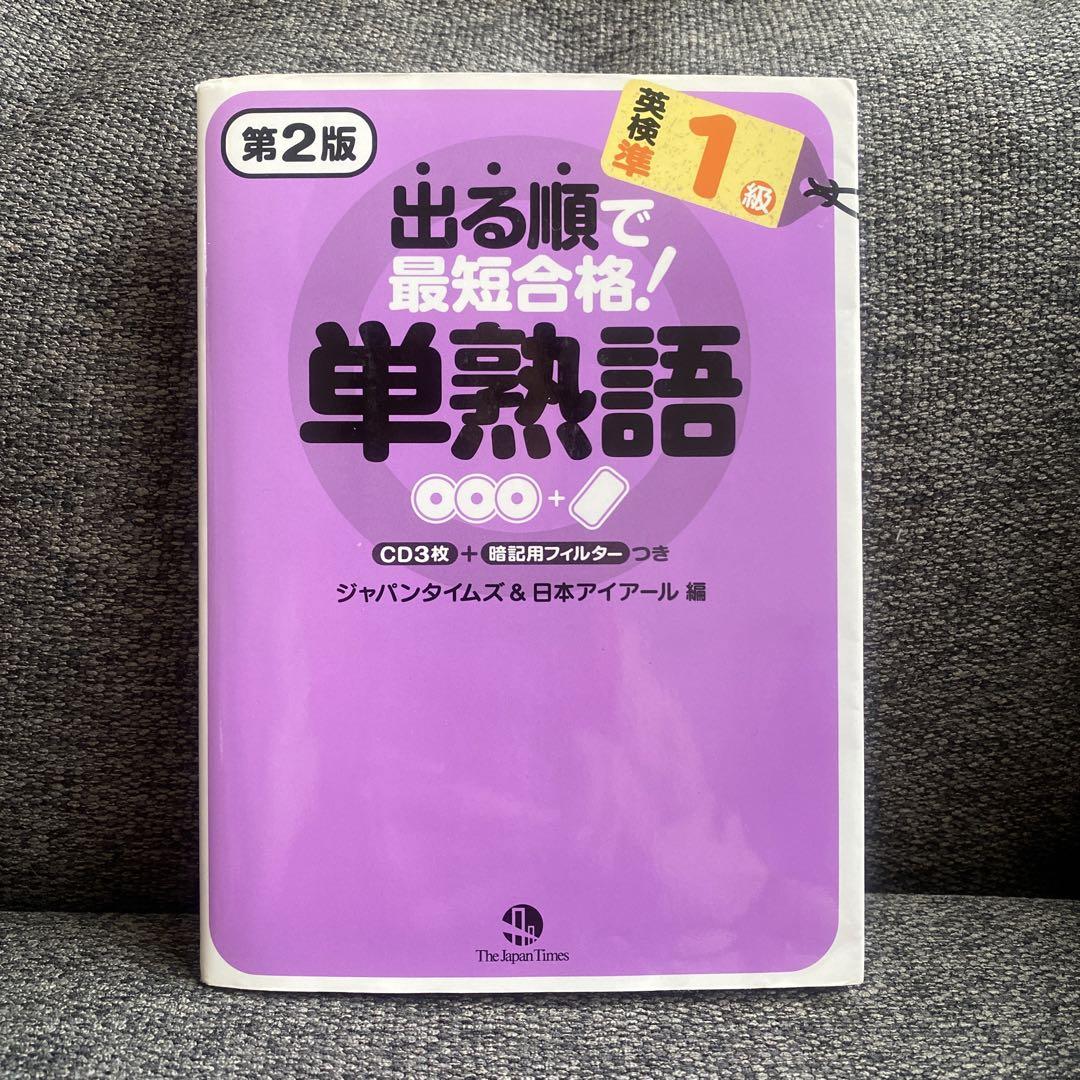 第2版
英検準1級
出る順で
最短合格!
単熟語
+
CD3枚+暗記用フィルターつき
ジャパンタイムズ&日本アイアール 編
The Japan Times